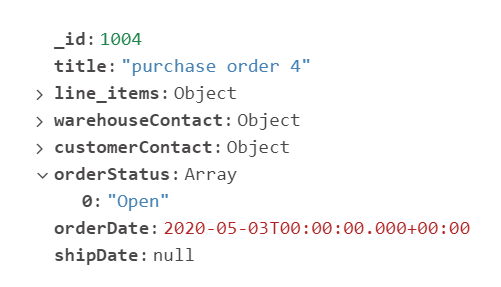 _id: 1004
title: "purchase order 4"
line_items: Object
warehouseContact: Object
customerContact: Object
orderStatus: Array
0: "Open"
orderDate: 2020-05-03T00:00:00.000+00:00
shipDate: null